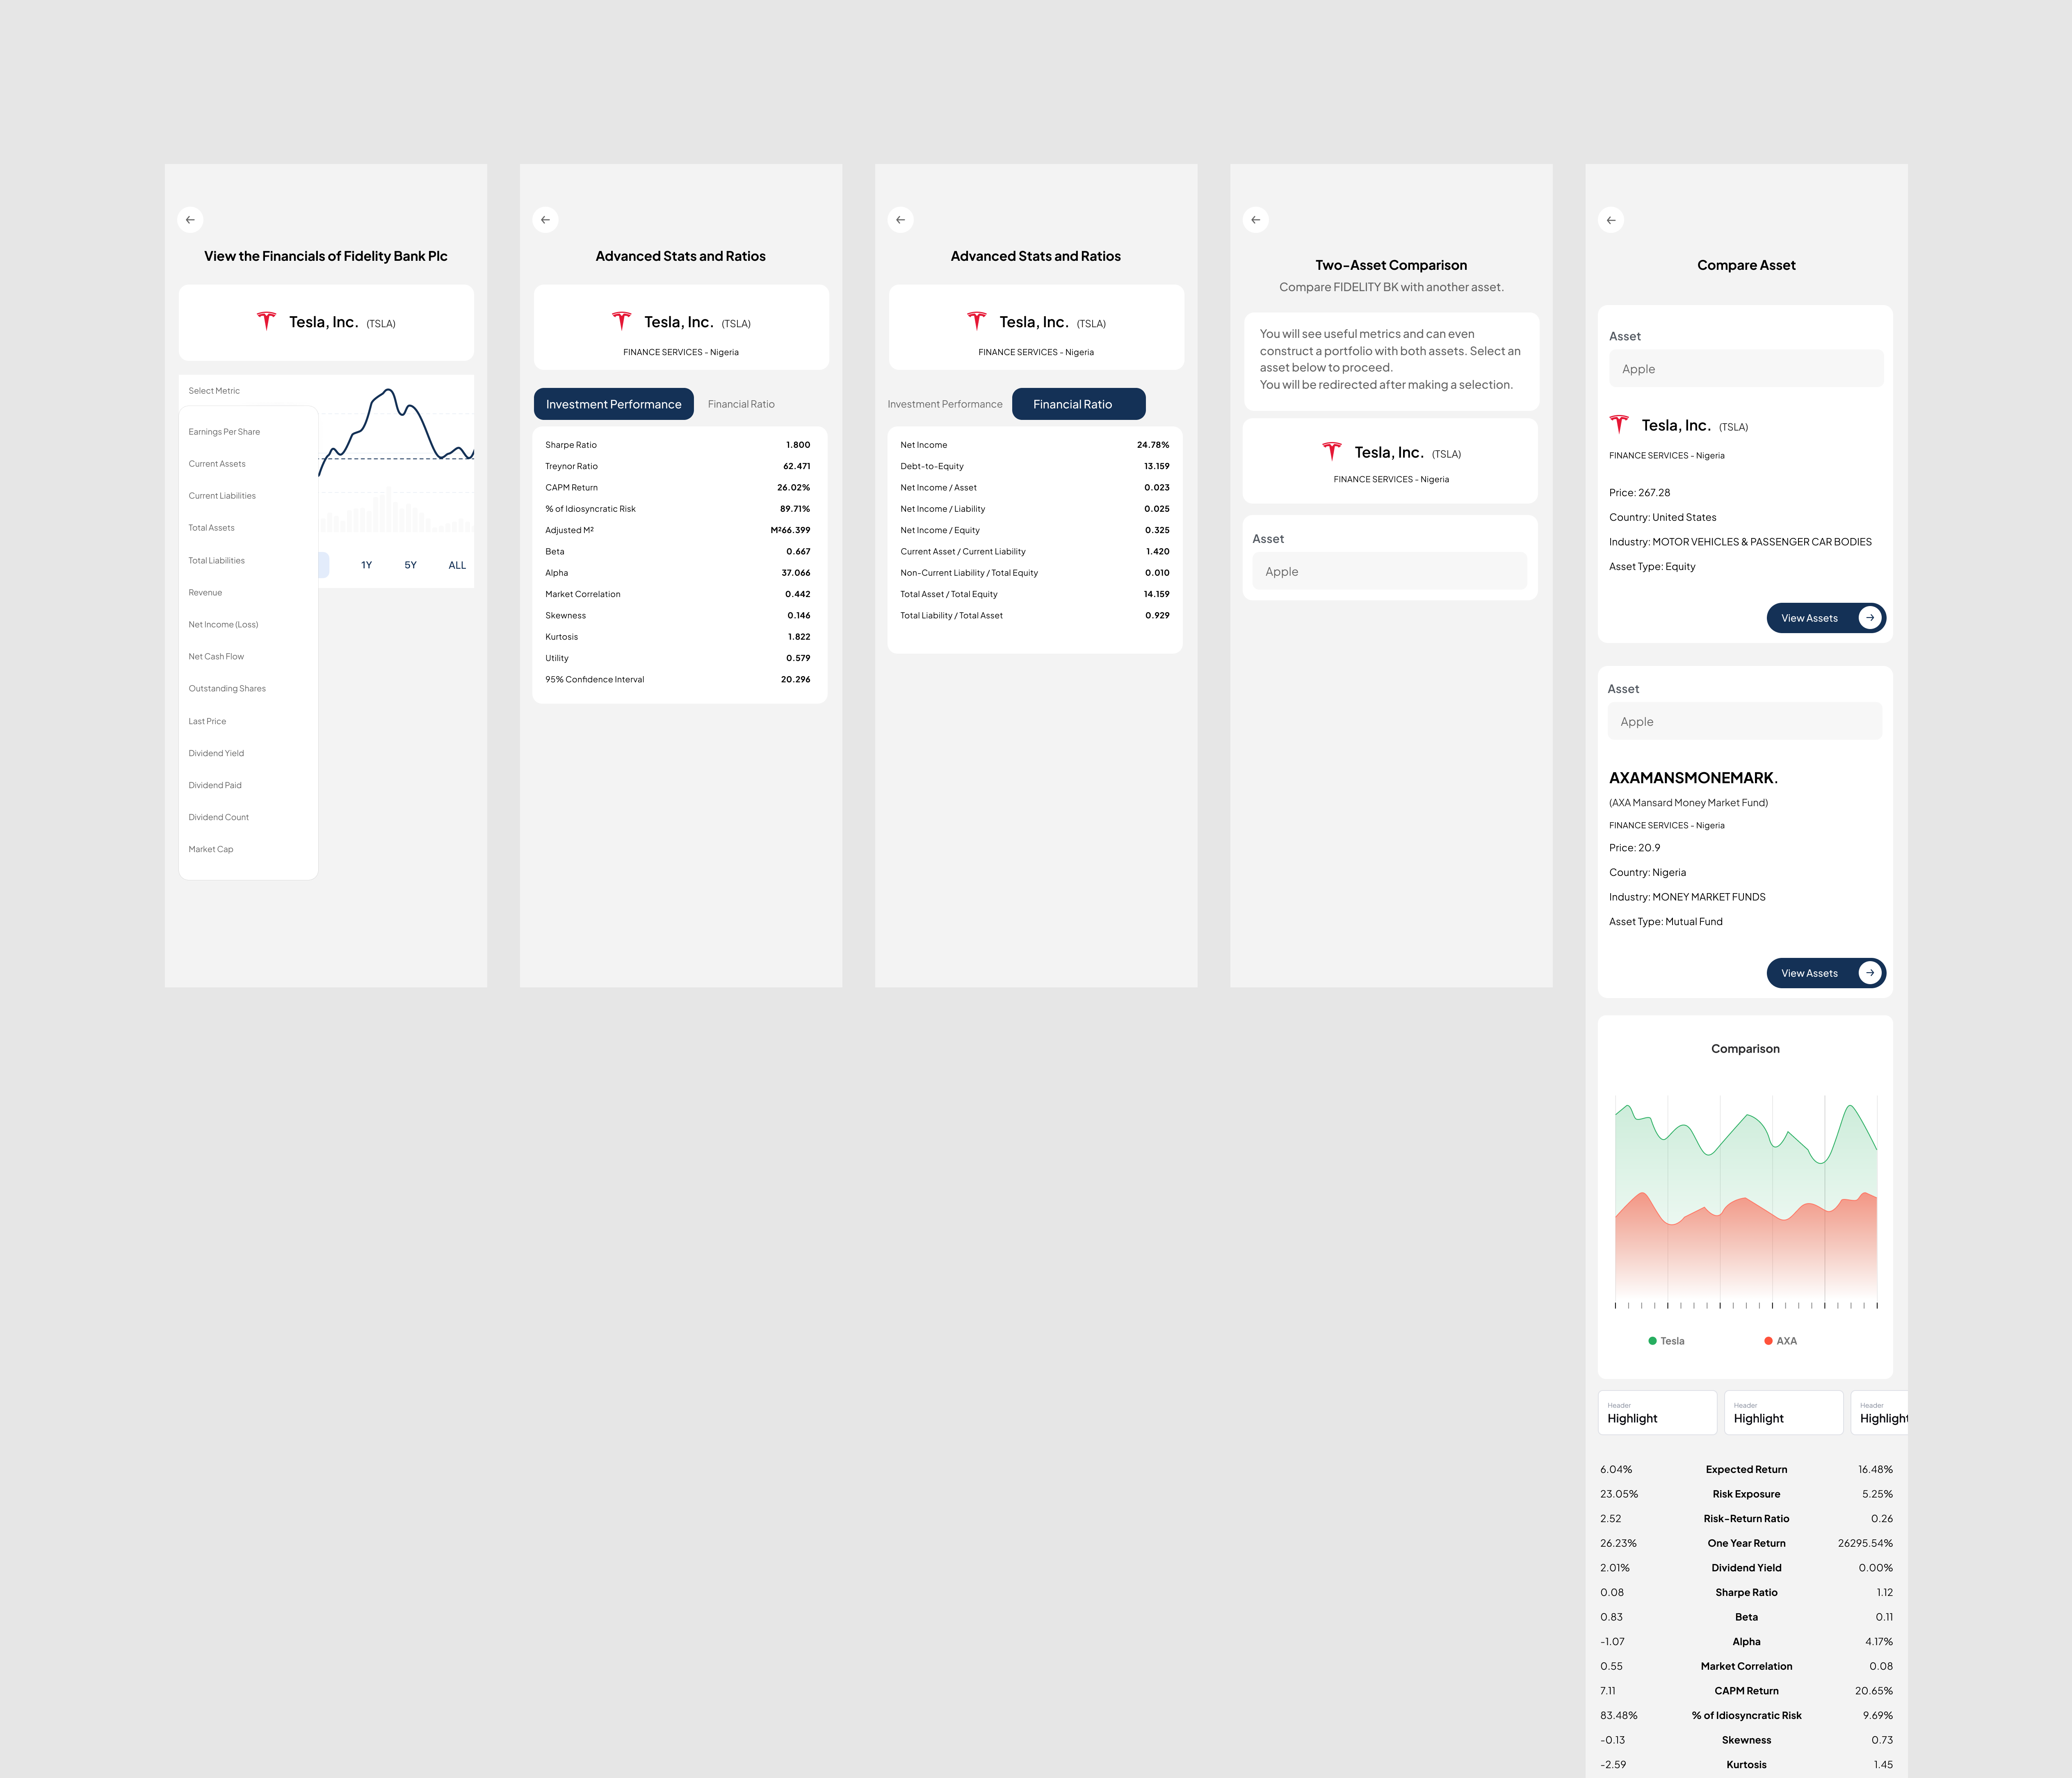 View the Financials of Fidelity Bank Plc
Tesla, Inc. (TSLA)
Select Metric
Earnings Per Share
Current Assets
Current Liabilities
Total Assets
Total Liabilities
Revenue
Net Income (Loss)
Net Cash Flow
Outstanding Shares
Last Price
Dividend Yield
Dividend Paid
Dividend Count
Market Cap
1Y 5Y ALL
Advanced Stats and Ratios
Tesla, Inc. (TSLA)
FINANCE SERVICES - Nigeria
Investment Performance Financial Ratio
Sharpe Ratio 1.800
Treynor Ratio 62.471
CAPM Return 26.02%
% of Idiosyncratic Risk 89.71%
Adjusted M² M²66.399
Beta 0.667
Alpha 37.066
Market Correlation 0.442
Skewness 0.146
Kurtosis 1.822
Utility 0.579
95% Confidence Interval 20.296
Advanced Stats and Ratios
Tesla, Inc. (TSLA)
FINANCE SERVICES - Nigeria
Investment Performance Financial Ratio
Net Income 24.78%
Debt-to-Equity 13.159
Net Income / Asset 0.023
Net Income / Liability 0.025
Net Income / Equity 0.325
Current Asset / Current Liability 1.420
Non-Current Liability / Total Equity 0.010
Total Asset / Total Equity 14.159
Total Liability / Total Asset 0.929
Two-Asset Comparison
Compare FIDELITY BK with another asset.
You will see useful metrics and can even
construct a portfolio with both assets. Select an
asset below to proceed.
You will be redirected after making a selection.
Tesla, Inc. (TSLA)
FINANCE SERVICES - Nigeria
Asset
Apple
Compare Asset
Asset
Apple
Tesla, Inc. (TSLA)
FINANCE SERVICES - Nigeria
Price: 267.28
Country: United States
Industry: MOTOR VEHICLES & PASSENGER CAR BODIES
Asset Type: Equity
View Assets
Asset
Apple
AXAMANSMONEMARK.
(AXA Mansard Money Market Fund)
FINANCE SERVICES - Nigeria
Price: 20.9
Country: Nigeria
Industry: MONEY MARKET FUNDS
Asset Type: Mutual Fund
View Assets
Comparison
Tesla AXA
Header Header Header
Highlight Highlight Highlight
6.04% Expected Return 16.48%
23.05% Risk Exposure 5.25%
2.52 Risk-Return Ratio 0.26
26.23% One Year Return 26295.54%
2.01% Dividend Yield 0.00%
0.08 Sharpe Ratio 1.12
0.83 Beta 0.11
-1.07 Alpha 4.17%
0.55 Market Correlation 0.08
7.11 CAPM Return 20.65%
83.48% % of Idiosyncratic Risk 9.69%
-0.13 Skewness 0.73
-2.59 Kurtosis 1.45